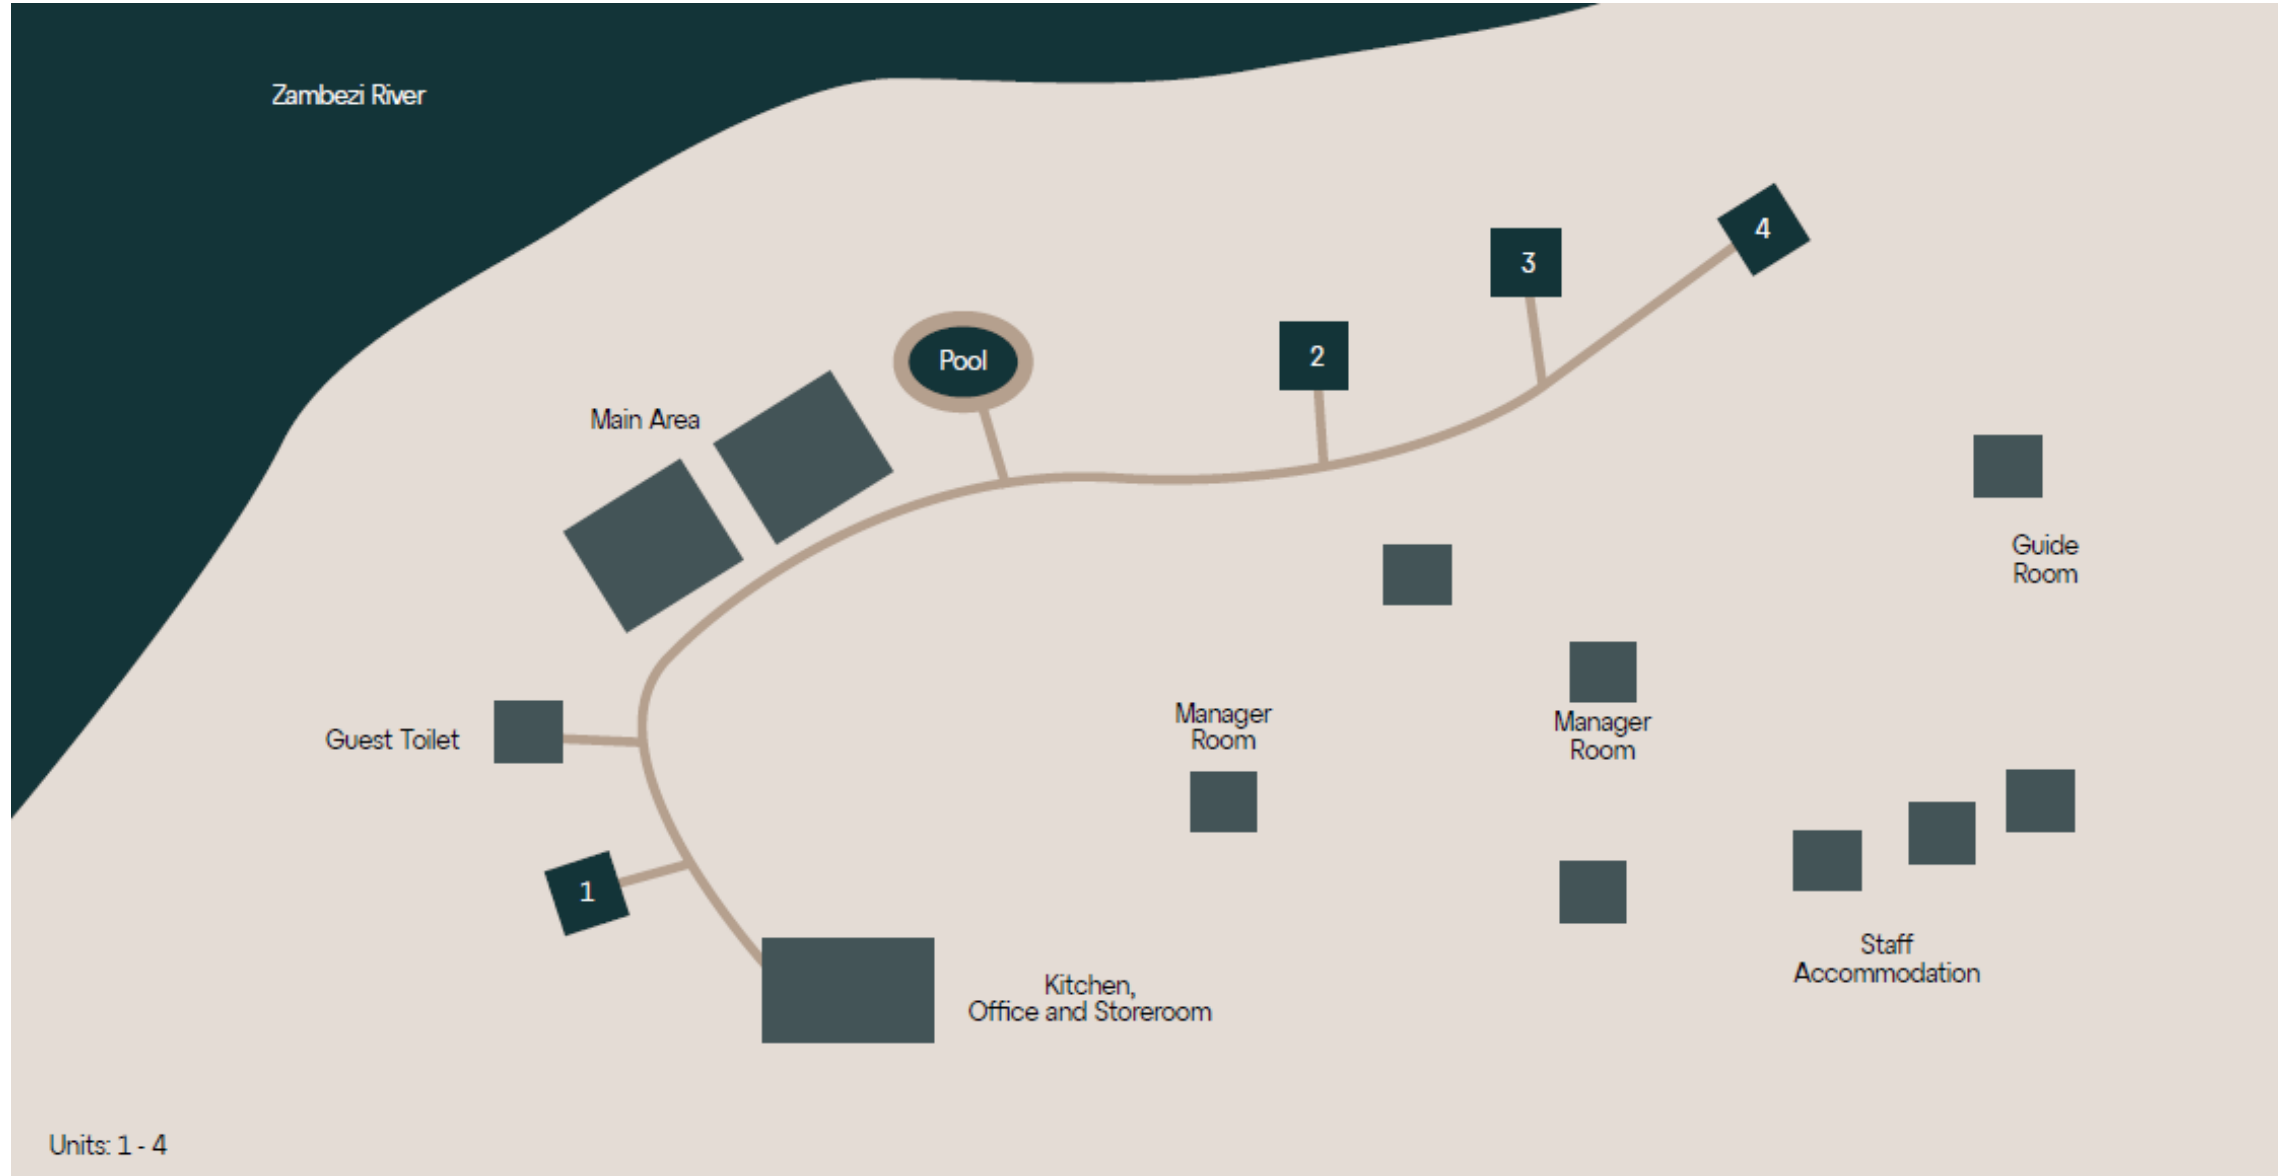 Zambezi River
4
3
2
Pool
Main Area
Guide
Room
Manager
Room
Manager
Room
Guest Toilet
1
Staff
Accommodation
Kitchen,
Office and Storeroom
Units: 1 - 4